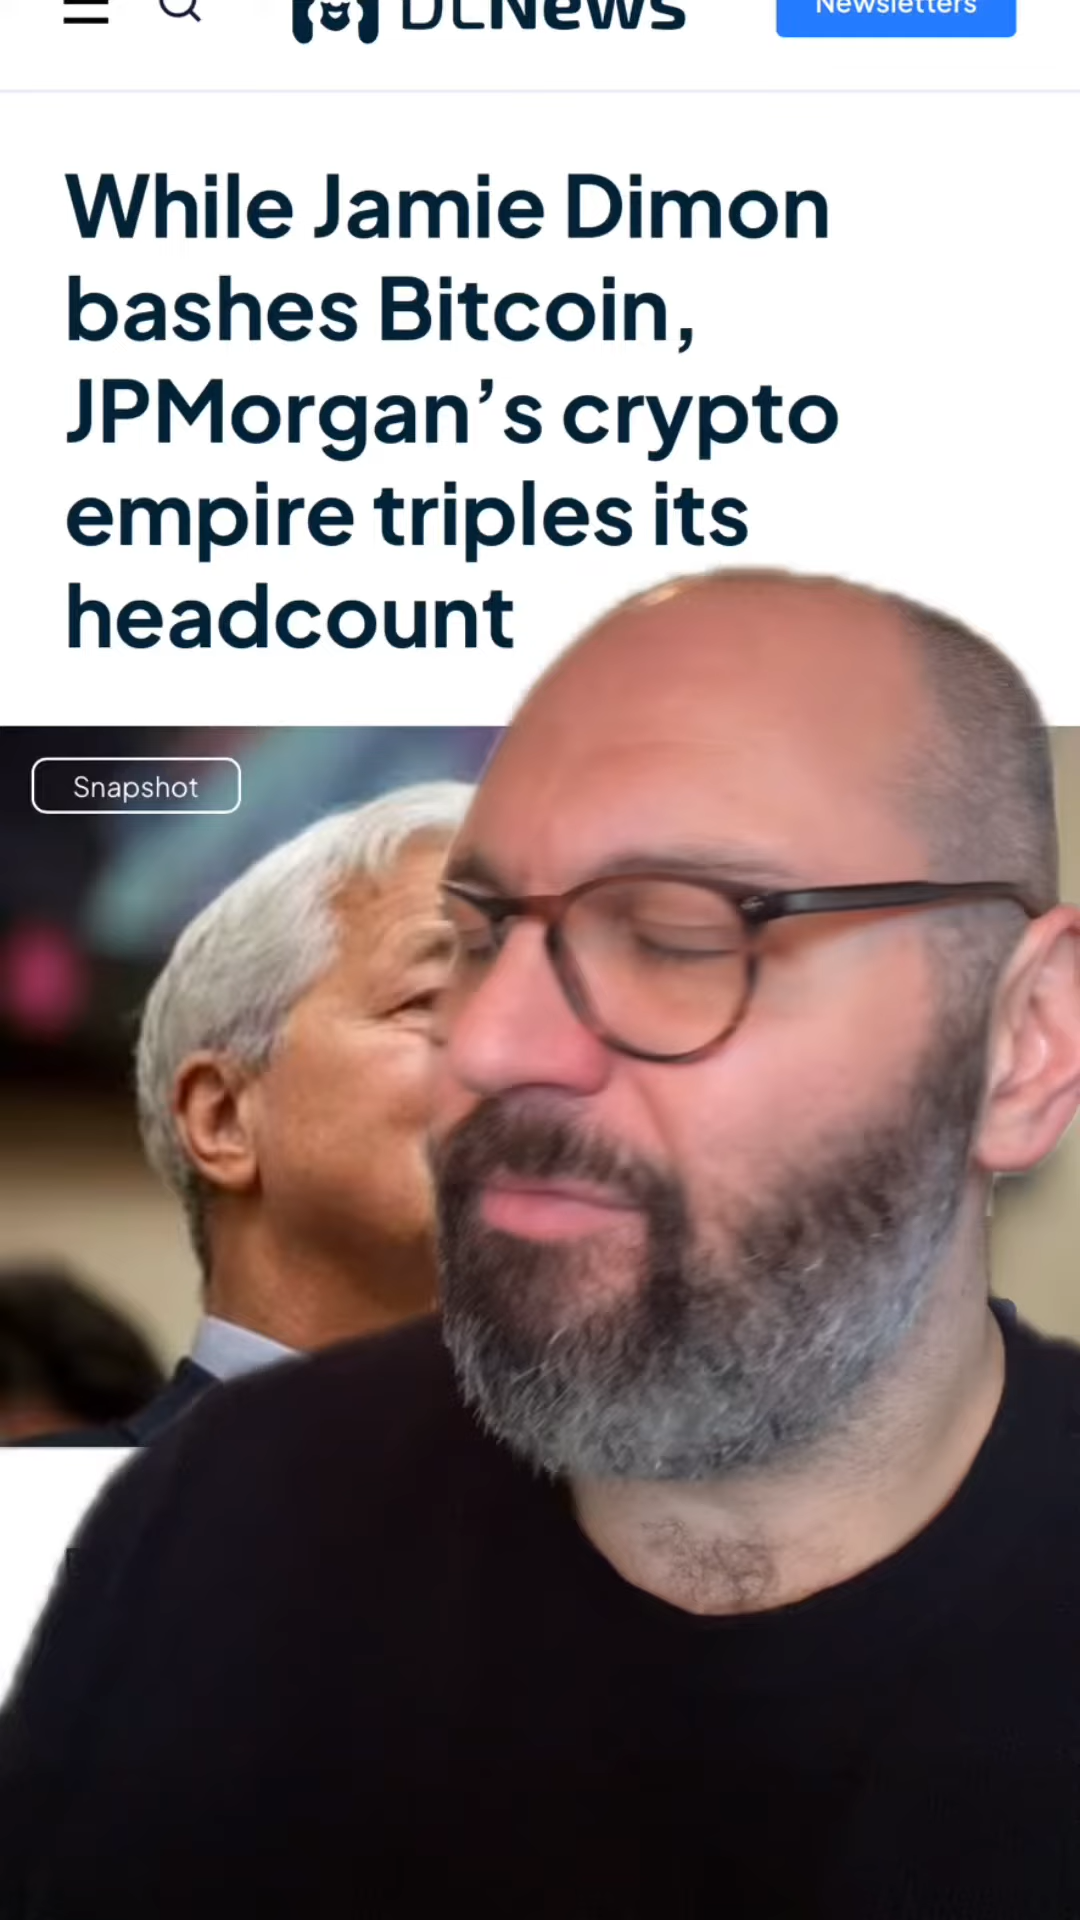 DLNews
Newsletters
While Jamie Dimon
bashes Bitcoin,
JPMorgan’s crypto
empire triples its
headcount
Snapshot